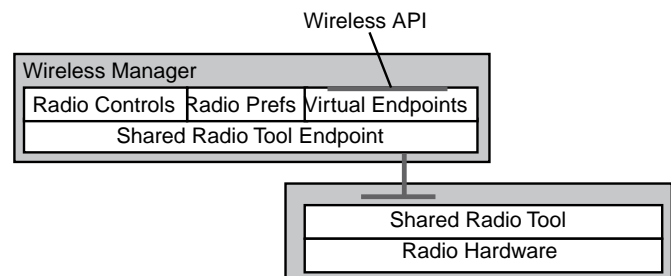 Wireless API
Wireless Manager
Radio Controls
Radio Prefs
Virtual Endpoints
Shared Radio Tool Endpoint
Shared Radio Tool
Radio Hardware